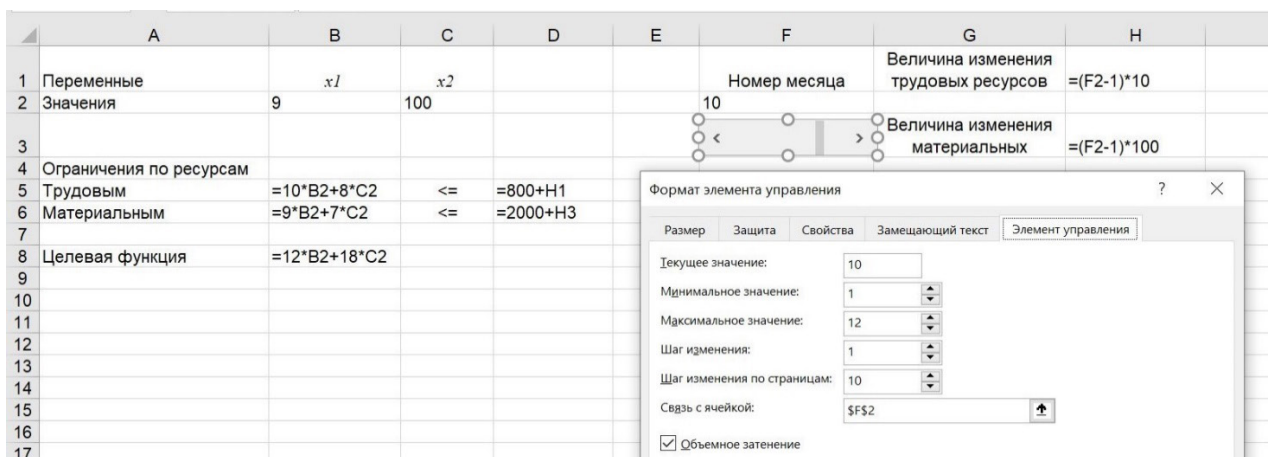 A B C D E F G H
1 Переменные x1 x2 Номер месяца Величина изменения трудовых ресурсов =(F2-1)*10
2 Значения 9 100 10
3 Величина изменения материальных =(F2-1)*100
4 Ограничения по ресурсам
5 Трудовым =10*B2+8*C2 <= =800+H1
6 Материальным =9*B2+7*C2 <= =2000+H3
7
8 Целевая функция =12*B2+18*C2
9
10
11
12
13
14
15
16
17
Формат элемента управления ? ×
Размер Защита Свойства Замещающий текст Элемент управления
Текущее значение: 10
Минимальное значение: 1
Максимальное значение: 12
Шаг изменения: 1
Шаг изменения по страницам: 10
Связь с ячейкой: $F$2
Объемное затенение